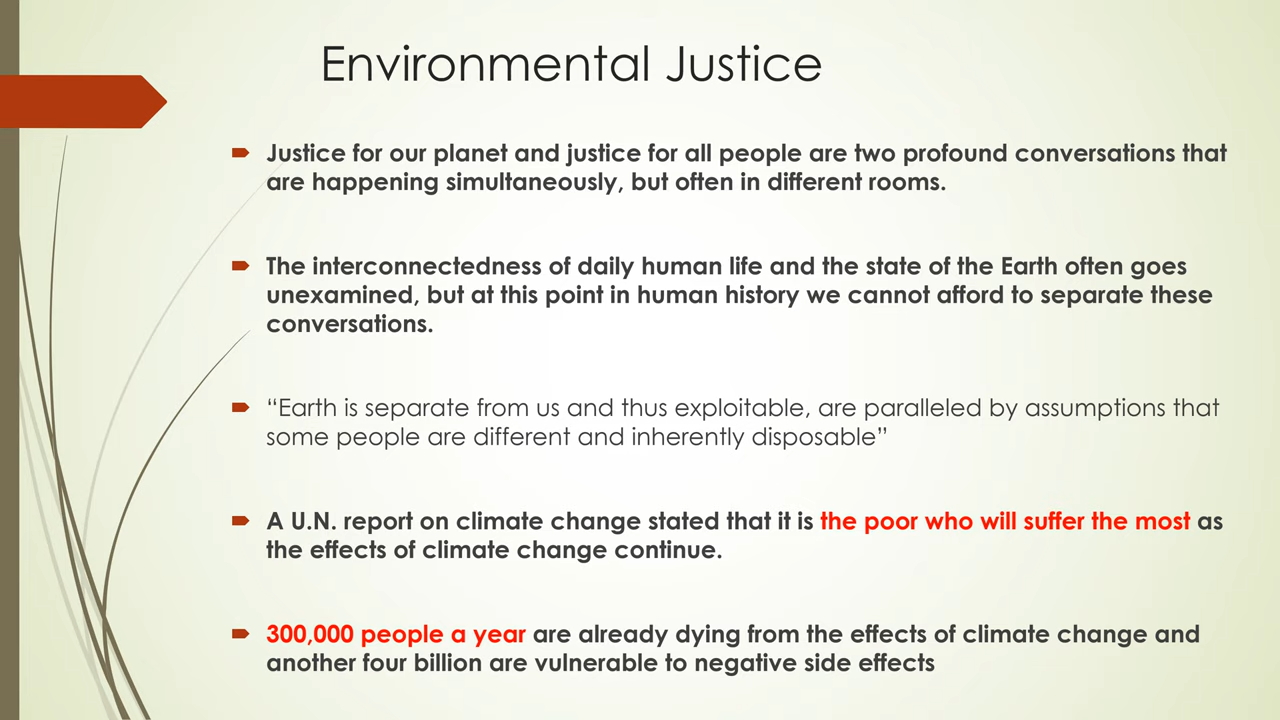 Environmental Justice
Justice for our planet and justice for all people are two profound conversations that
are happening simultaneously, but often in different rooms.
The interconnectedness of daily human life and the state of the Earth often goes
unexamined, but at this point in human history we cannot afford to separate these
conversations.
“Earth is separate from us and thus exploitable, are paralleled by assumptions that
some people are different and inherently disposable”
A U.N. report on climate change stated that it is the poor who will suffer the most as
the effects of climate change continue.
300,000 people a year are already dying from the effects of climate change and
another four billion are vulnerable to negative side effects